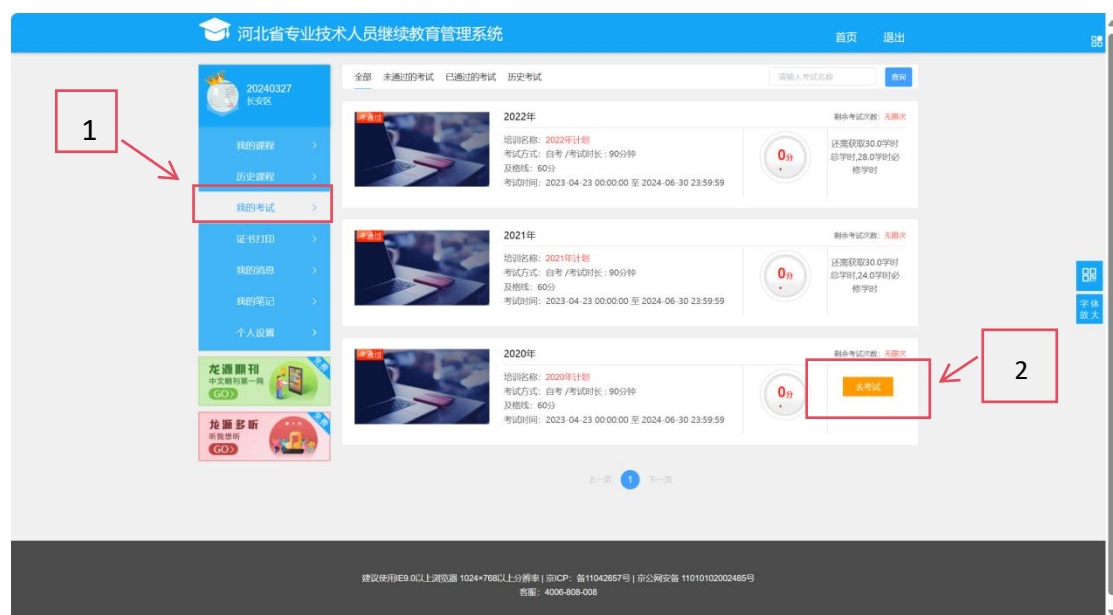 河北省专业技术人员继续教育管理系统
首页 退出
20240327
长安区
1
我的课程
历史课程
我的考试
证书打印
我的消息
我的笔记
个人设置
龙源期刊
中文期刊第一网
GO
免费
龙源多听
听我想听
GO
免费
全部 未通过的考试 已通过的考试 历史考试
请输入考试名称
查询
未通过
2022年
剩余考试次数: 无限次
培训名称: 2022年计划
考试方式: 自考 /考试时长 : 90分钟
及格线: 60分
考试时间: 2023-04-23 00:00:00 至 2024-06-30 23:59:59
0分
还需获取30.0学时
总学时,28.0学时必
修学时
未通过
2021年
剩余考试次数: 无限次
培训名称: 2021年计划
考试方式: 自考 /考试时长 : 90分钟
及格线: 60分
考试时间: 2023-04-23 00:00:00 至 2024-06-30 23:59:59
0分
还需获取30.0学时
总学时,24.0学时必
修学时
未通过
2020年
剩余考试次数: 无限次
培训名称: 2020年计划
考试方式: 自考 /考试时长 : 90分钟
及格线: 60分
考试时间: 2023-04-23 00:00:00 至 2024-06-30 23:59:59
0分
去考试
2
字体
放大
上一页 1 下一页
建议使用IE9.0以上浏览器 1024×768以上分辨率 | 京ICP: 备11042657号 | 京公网安备 11010102002485号
客服: 4006-808-008